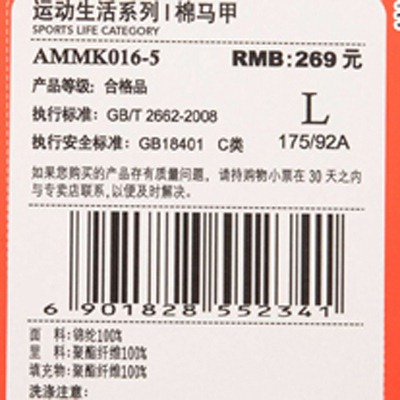 运动生活系列 | 棉马甲
SPORTS LIFE CATEGORY
AMMK016-5 RMB: 269 元
产品等级: 合格品
执行标准: GB/T 2662-2008 L
执行安全标准: GB18401 C类 175/92A
如果您购买的产品存有质量问题, 请持购物小票在 30 天之内
与专卖店联系,以便及时解决。
6 901828 552341
面 料:锦纶100%
里 料:聚酯纤维100%
填充物:聚酯纤维100%
洗涤注意: